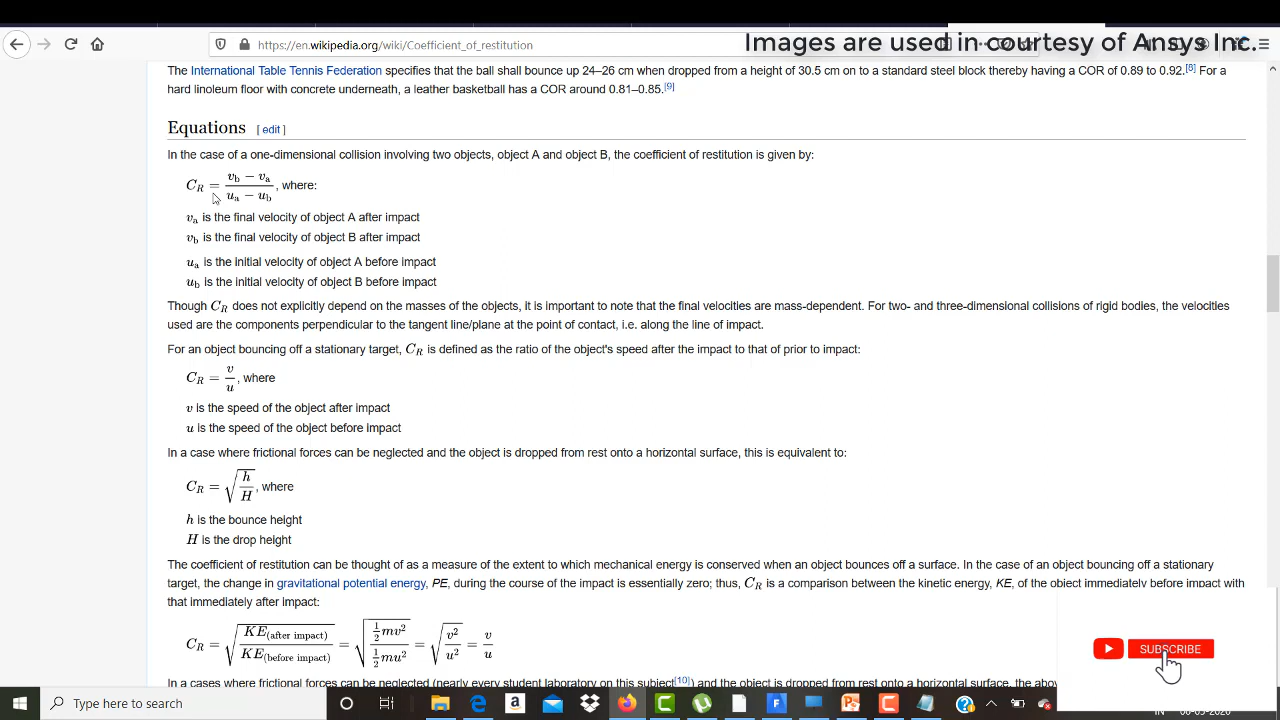 https://en.wikipedia.org/wiki/Coefficient_of_restitution
Images are used in courtesy of Ansys Inc.
The International Table Tennis Federation specifies that the ball shall bounce up 24–26 cm when dropped from a height of 30.5 cm on to a standard steel block thereby having a COR of 0.89 to 0.92.[8] For a
hard linoleum floor with concrete underneath, a leather basketball has a COR around 0.81–0.85.[9]
Equations [ edit ]
In the case of a one-dimensional collision involving two objects, object A and object B, the coefficient of restitution is given by:
C_R = (v_b − v_a) / (u_a − u_b), where:
v_a is the final velocity of object A after impact
v_b is the final velocity of object B after impact
u_a is the initial velocity of object A before impact
u_b is the initial velocity of object B before impact
Though C_R does not explicitly depend on the masses of the objects, it is important to note that the final velocities are mass-dependent. For two- and three-dimensional collisions of rigid bodies, the velocities
used are the components perpendicular to the tangent line/plane at the point of contact, i.e. along the line of impact.
For an object bouncing off a stationary target, C_R is defined as the ratio of the object's speed after the impact to that of prior to impact:
C_R = v / u, where
v is the speed of the object after impact
u is the speed of the object before impact
In a case where frictional forces can be neglected and the object is dropped from rest onto a horizontal surface, this is equivalent to:
C_R = √(h / H), where
h is the bounce height
H is the drop height
The coefficient of restitution can be thought of as a measure of the extent to which mechanical energy is conserved when an object bounces off a surface. In the case of an object bouncing off a stationary
target, the change in gravitational potential energy, PE, during the course of the impact is essentially zero; thus, C_R is a comparison between the kinetic energy, KE, of the object immediately before impact with
that immediately after impact:
C_R = √(KE_(after impact) / KE_(before impact)) = √(½mv² / ½mu²) = √(v² / u²) = v / u
SUBSCRIBE
In a cases where frictional forces can be neglected (nearly every student laboratory on this subject[10]) and the object is dropped from rest onto a horizontal surface, the abo
Type here to search
IN